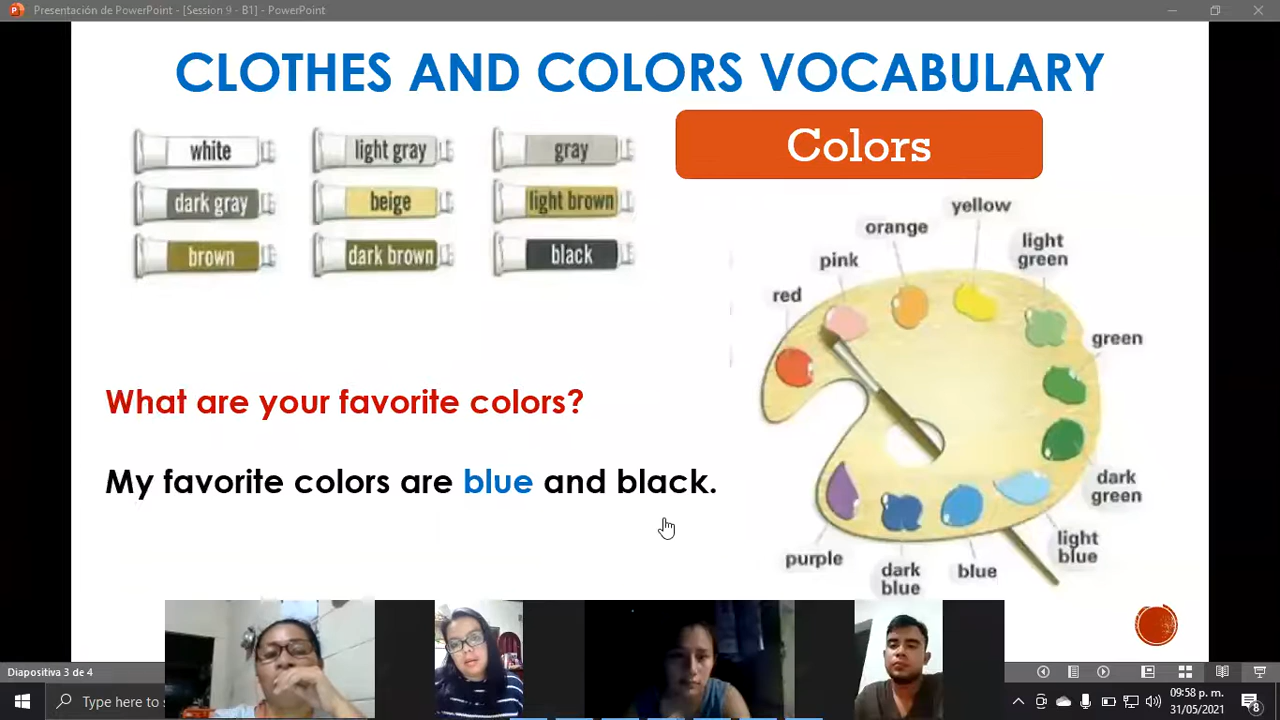 Presentación de PowerPoint - [Session 9 - B1] - PowerPoint
CLOTHES AND COLORS VOCABULARY
white
light gray
gray
dark gray
beige
light brown
brown
dark brown
black
Colors
yellow
orange
light
green
pink
red
green
dark
green
light
blue
blue
dark
blue
purple
What are your favorite colors?
My favorite colors are blue and black.
Diapositiva 3 de 4
Type here to s
09:58 p. m.
31/05/2021
8